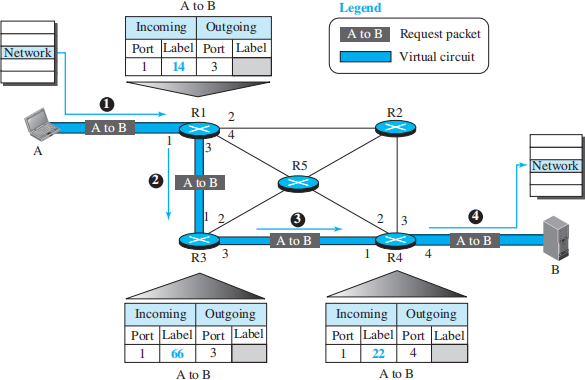 A to B
Incoming Outgoing
Port Label Port Label
1 14 3
Legend
A to B Request packet
Virtual circuit
Network
1
A to B
A
1
R1
2
4
3
R2
2
A to B
R5
1
2
R3
3
3
A to B
2
3
1
R4
4
4
A to B
Network
B
Incoming Outgoing
Port Label Port Label
1 66 3
A to B
Incoming Outgoing
Port Label Port Label
1 22 4
A to B